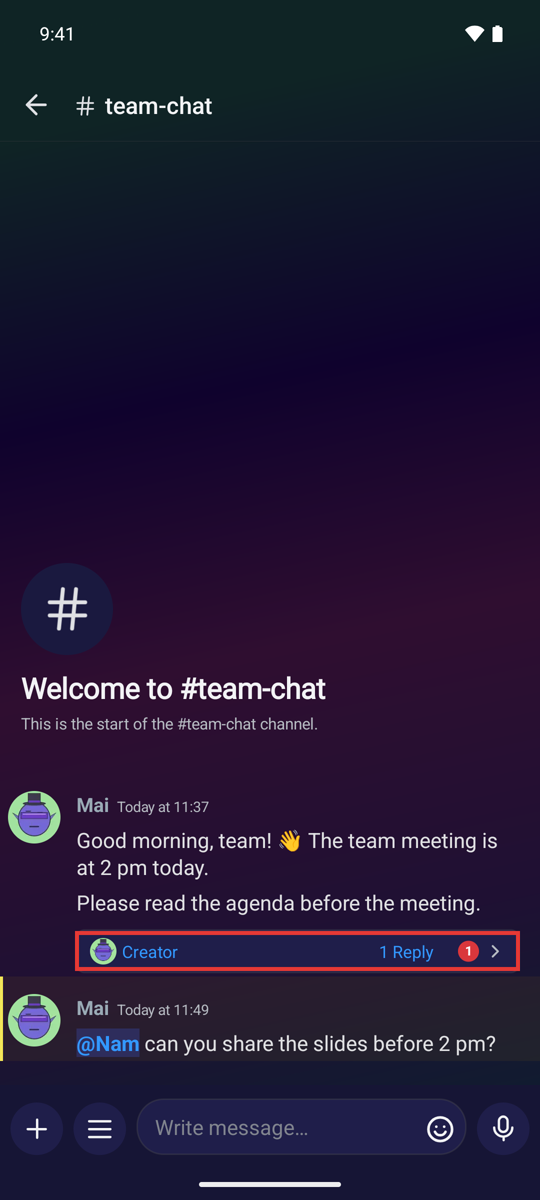 9:41
# team-chat
#
Welcome to #team-chat
This is the start of the #team-chat channel.
Mai Today at 11:37
Good morning, team! 👋 The team meeting is
at 2 pm today.
Please read the agenda before the meeting.
Creator 1 Reply 1
Mai Today at 11:49
@Nam can you share the slides before 2 pm?
Write message...